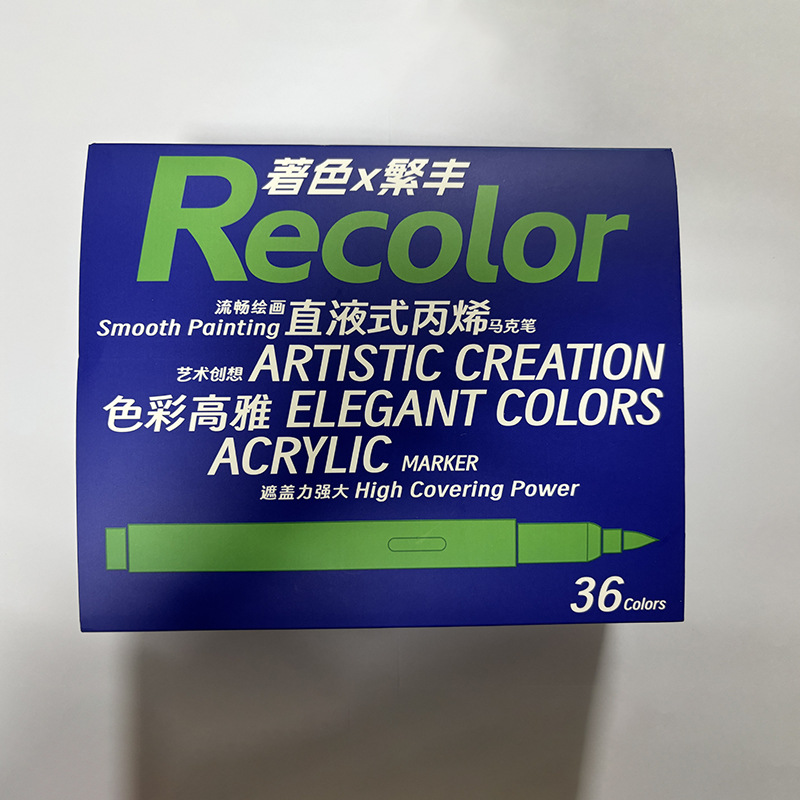 著色x繁丰
Recolor
流畅绘画
Smooth Painting 直液式丙烯马克笔
艺术创想 ARTISTIC CREATION
色彩高雅 ELEGANT COLORS
ACRYLIC MARKER
遮盖力强大 High Covering Power
36 Colors